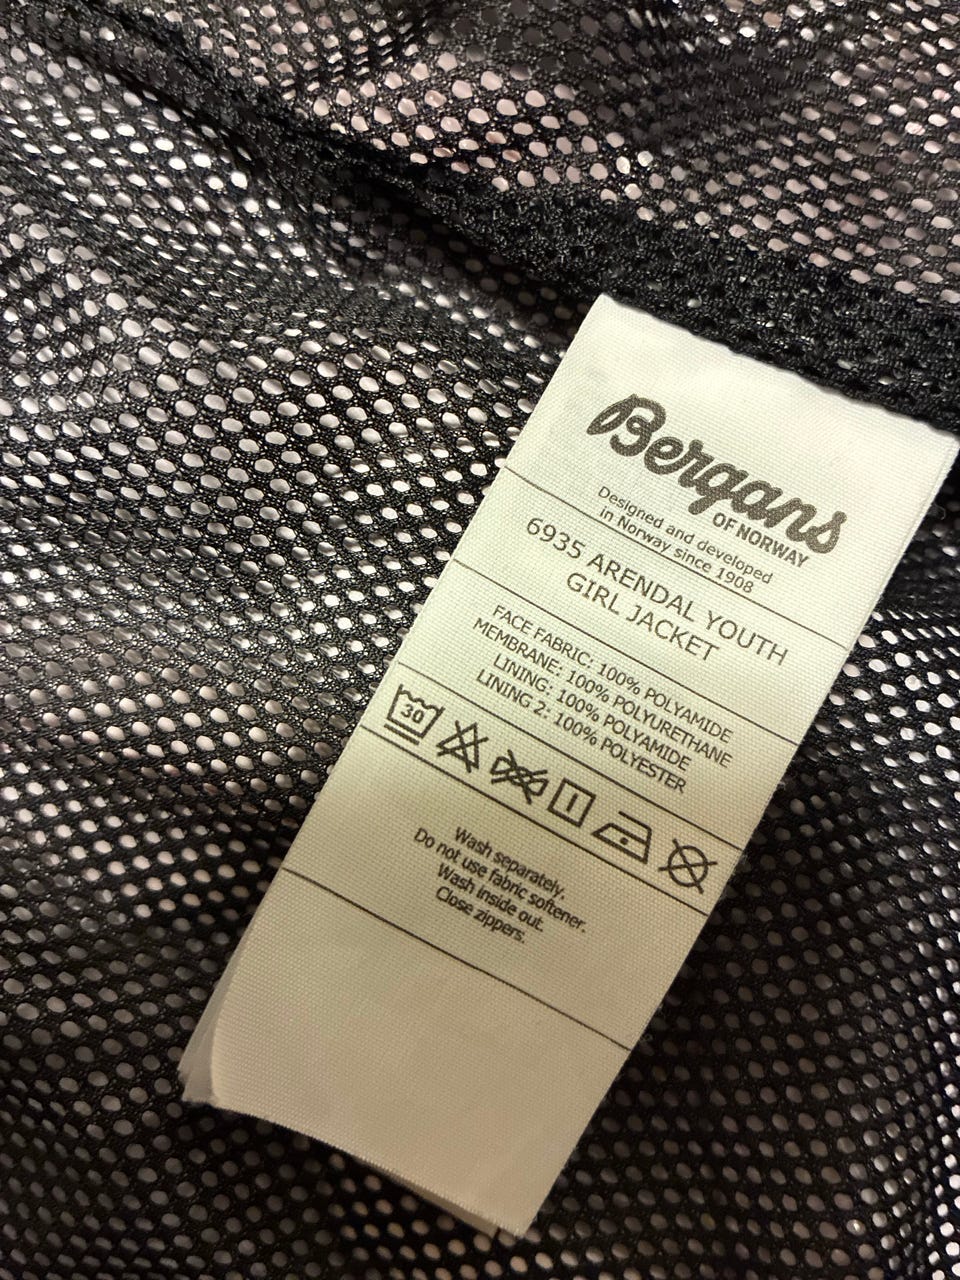 Bergans
OF NORWAY
Designed and developed
in Norway since 1908
6935 ARENDAL YOUTH
GIRL JACKET
FACE FABRIC: 100% POLYAMIDE
MEMBRANE: 100% POLYURETHANE
LINING: 100% POLYAMIDE
LINING 2: 100% POLYESTER
30
Wash separately.
Do not use fabric softener.
Wash inside out.
Close zippers.